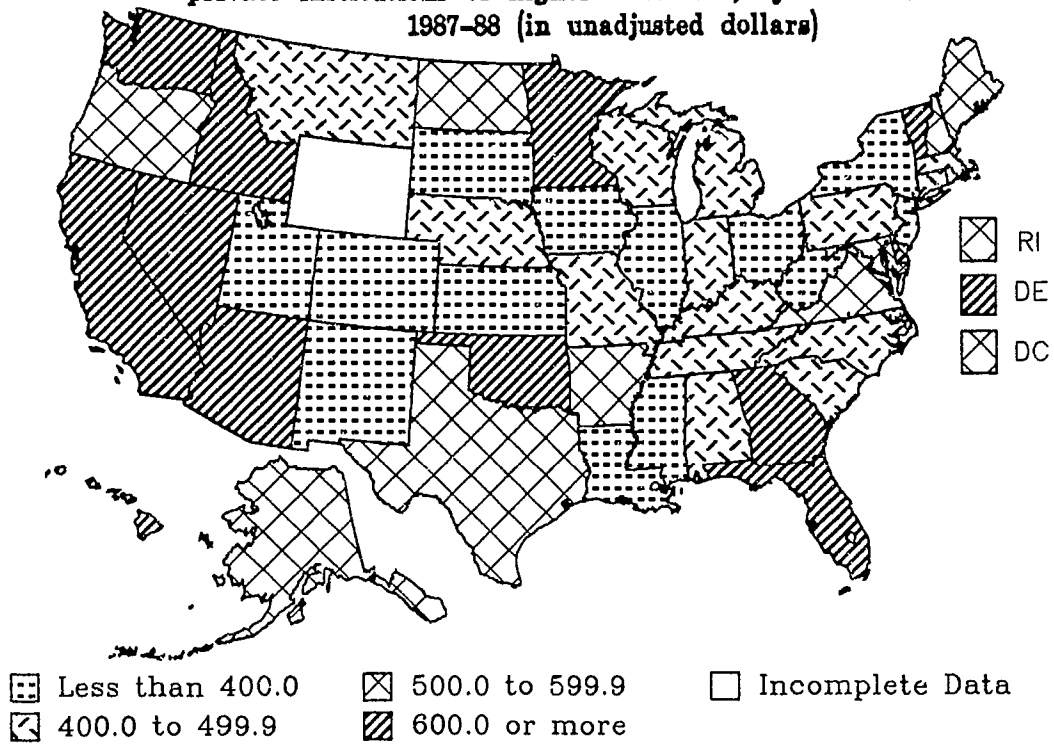 1987–88 (in unadjusted dollars)
RI
DE
DC
Less than 400.0
500.0 to 599.9
Incomplete Data
400.0 to 499.9
600.0 or more